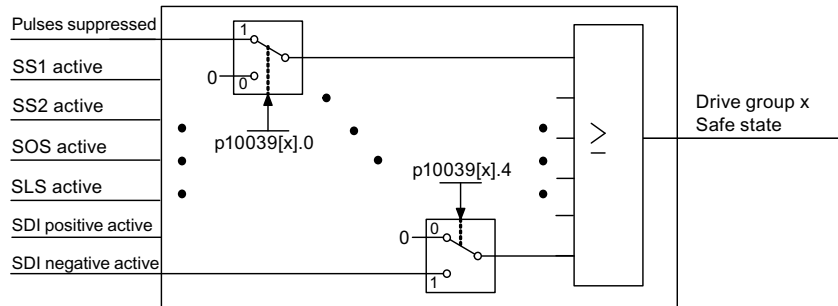 Pulses suppressed
SS1 active
SS2 active
SOS active
SLS active
SDI positive active
SDI negative active
1
0
0
p10039[x].0
p10039[x].4
0
0
1
≥
Drive group x
Safe state